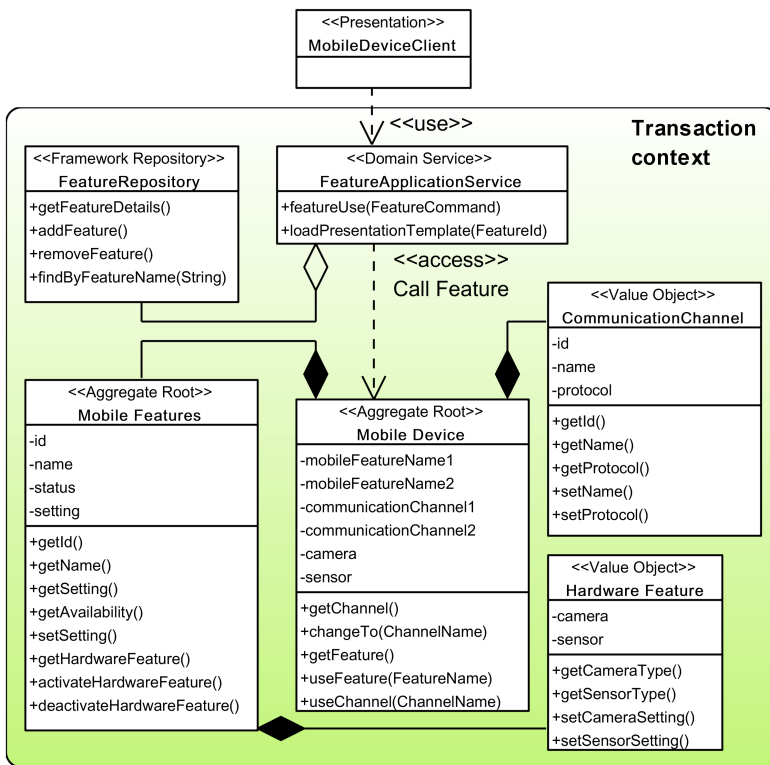 <<Presentation>>
MobileDeviceClient
<<use>>
Transaction
context
<<Framework Repository>>
FeatureRepository
+getFeatureDetails()
+addFeature()
+removeFeature()
+findByFeatureName(String)
<<Domain Service>>
FeatureApplicationService
+featureUse(FeatureCommand)
+loadPresentationTemplate(FeatureId)
<<access>>
Call Feature
<<Value Object>>
CommunicationChannel
-id
-name
-protocol
+getId()
+getName()
+getProtocol()
+setName()
+setProtocol()
<<Aggregate Root>>
Mobile Features
-id
-name
-status
-setting
+getId()
+getName()
+getSetting()
+getAvailability()
+setSetting()
+getHardwareFeature()
+activateHardwareFeature()
+deactivateHardwareFeature()
<<Aggregate Root>>
Mobile Device
-mobileFeatureName1
-mobileFeatureName2
-communicationChannel1
-communicationChannel2
-camera
-sensor
+getChannel()
+changeTo(ChannelName)
+getFeature()
+useFeature(FeatureName)
+useChannel(ChannelName)
<<Value Object>>
Hardware Feature
-camera
-sensor
+getCameraType()
+getSensorType()
+setCameraSetting()
+setSensorSetting()